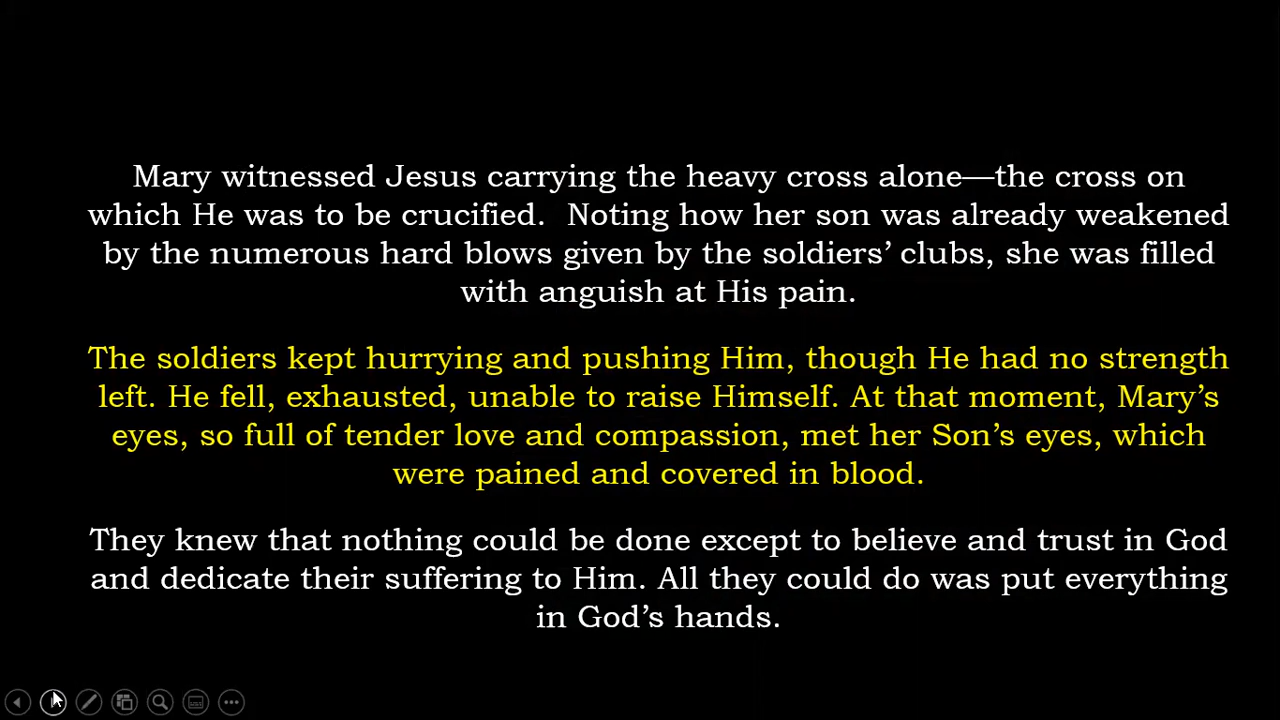 Mary witnessed Jesus carrying the heavy cross alone—the cross on
which He was to be crucified.  Noting how her son was already weakened
by the numerous hard blows given by the soldiers’ clubs, she was filled
with anguish at His pain.
The soldiers kept hurrying and pushing Him, though He had no strength
left. He fell, exhausted, unable to raise Himself. At that moment, Mary’s
eyes, so full of tender love and compassion, met her Son’s eyes, which
were pained and covered in blood.
They knew that nothing could be done except to believe and trust in God
and dedicate their suffering to Him. All they could do was put everything
in God’s hands.